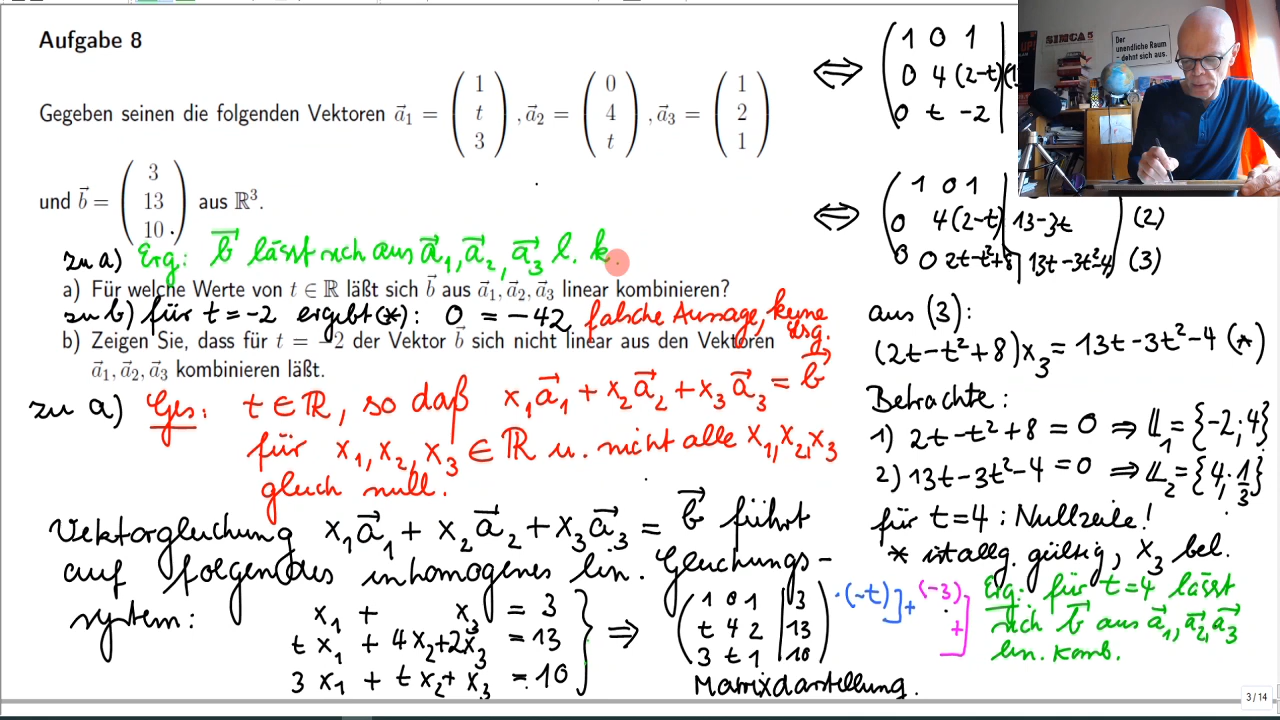 Aufgabe 8
Gegeben seinen die folgenden Vektoren a⃗₁ = (1 t 3), a⃗₂ = (0 4 t), a⃗₃ = (1 2 1)
und b⃗ = (3 13 10) aus ℝ³.
zu a) Erg: b⃗ lässt sich aus a⃗₁, a⃗₂, a⃗₃ l. k.
a) Für welche Werte von t ∈ ℝ läßt sich b⃗ aus a⃗₁, a⃗₂, a⃗₃ linear kombinieren?
zu b) für t = -2 ergibt (*): 0 = -42, falsche Aussage, keine Lsg.
b) Zeigen Sie, dass für t = -2 der Vektor b⃗ sich nicht linear aus den Vektoren
a⃗₁, a⃗₂, a⃗₃ kombinieren läßt.
zu a) Ges: t ∈ ℝ, so daß x₁a⃗₁ + x₂a⃗₂ + x₃a⃗₃ = b⃗
für x₁, x₂, x₃ ∈ ℝ u. nicht alle x₁, x₂, x₃
gleich null.
Vektorgleichung x₁a⃗₁ + x₂a⃗₂ + x₃a⃗₃ = b⃗ führt
auf folgendes inhomogenes lin. Gleichungs-
system:
x₁ + x₃ = 3
t x₁ + 4x₂ + 2x₃ = 13
3 x₁ + t x₂ + x₃ = 10
⇒
1 0 1 | 3 ·(-t) + (-3)
t 4 2 | 13 +
3 t 1 | 10
Matrixdarstellung.
⇔
1 0 1
0 4 (2-t)
0 t -2
⇔
1 0 1
0 4 (2-t) | 13-3t (2)
0 0 2t-t²+8 | 13t-3t²-4 (3)
aus (3):
(2t-t²+8)x₃ = 13t-3t²-4 (*)
Betrachte:
1) 2t-t²+8 = 0 ⇒ 𝕃₁ = {-2; 4}
2) 13t-3t²-4 = 0 ⇒ 𝕃₂ = {4; 1/3}
für t = 4 : Nullzeile!
* ist allg. gültig, x₃ bel.
Erg: für t = 4 lässt
sich b⃗ aus a⃗₁, a⃗₂, a⃗₃
lin. komb.
SIMCA 5
Der
unendliche Raum
- dehnt sich aus.
3 / 14